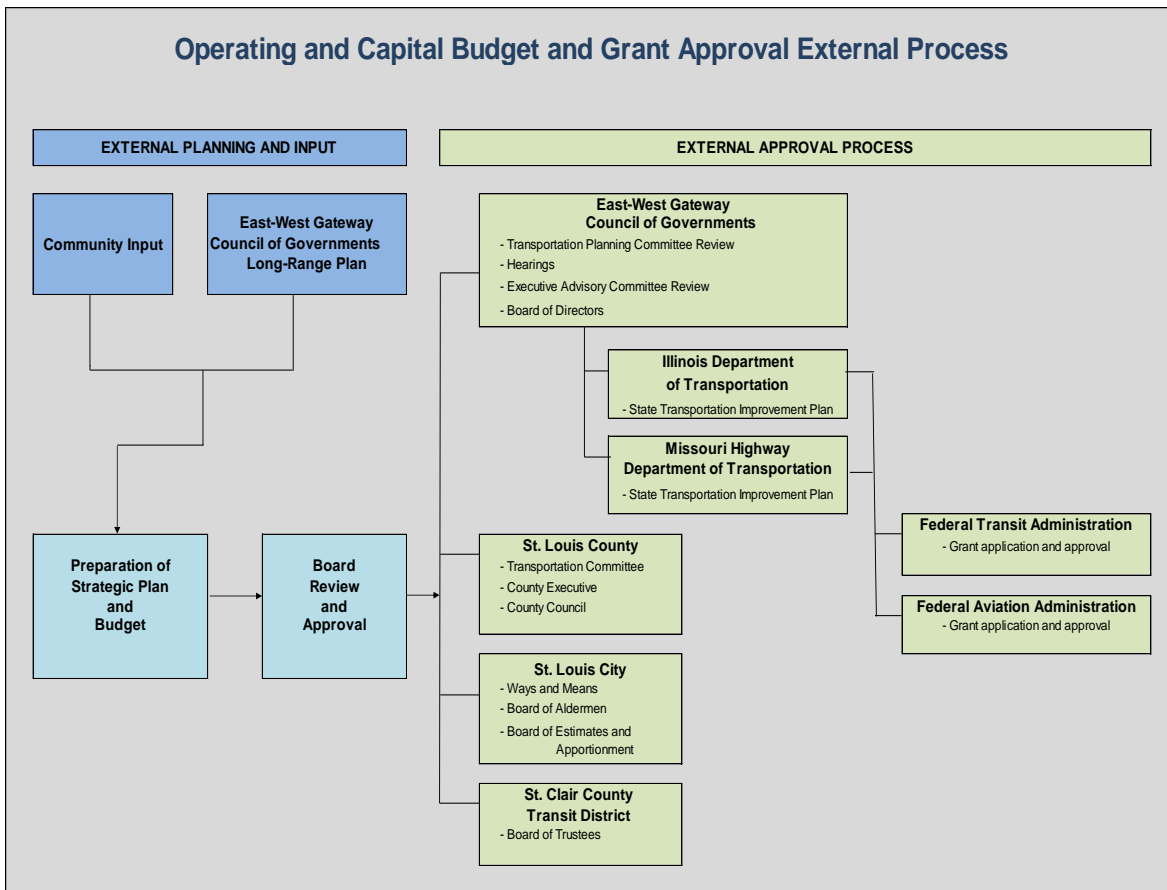 Operating and Capital Budget and Grant Approval External Process
EXTERNAL PLANNING AND INPUT
EXTERNAL APPROVAL PROCESS
Community Input
East-West Gateway
Council of Governments
Long-Range Plan
East-West Gateway
Council of Governments
- Transportation Planning Committee Review
- Hearings
- Executive Advisory Committee Review
- Board of Directors
Illinois Department
of Transportation
- State Transportation Improvement Plan
Missouri Highway
Department of Transportation
- State Transportation Improvement Plan
Federal Transit Administration
- Grant application and approval
Federal Aviation Administration
- Grant application and approval
Preparation of
Strategic Plan
and
Budget
Board
Review
and
Approval
St. Louis County
- Transportation Committee
- County Executive
- County Council
St. Louis City
- Ways and Means
- Board of Aldermen
- Board of Estimates and
Apportionment
St. Clair County
Transit District
- Board of Trustees